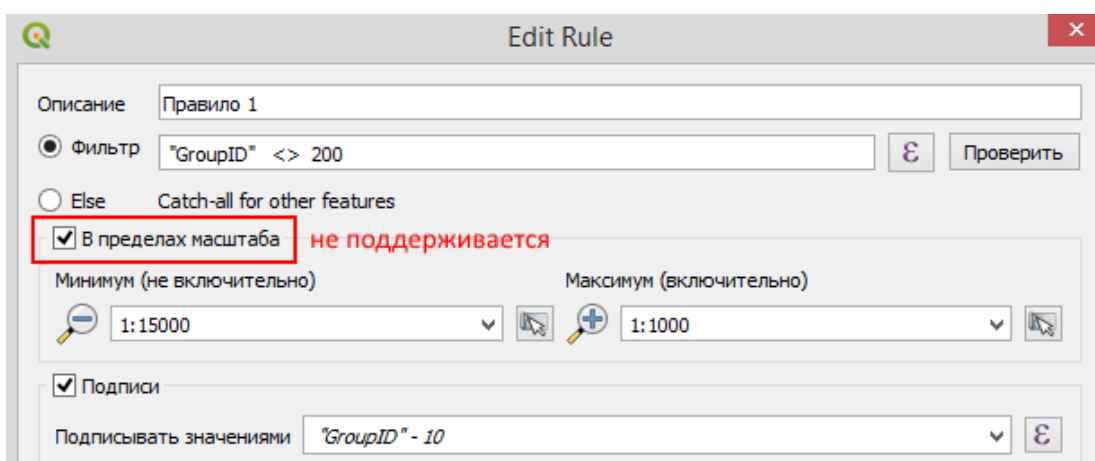 Edit Rule
Описание Правило 1
Фильтр "GroupID" <> 200 ε Проверить
Else Catch-all for other features
В пределах масштаба не поддерживается
Минимум (не включительно) Максимум (включительно)
1:15000 1:1000
Подписи
Подписывать значениями "GroupID" - 10 ε